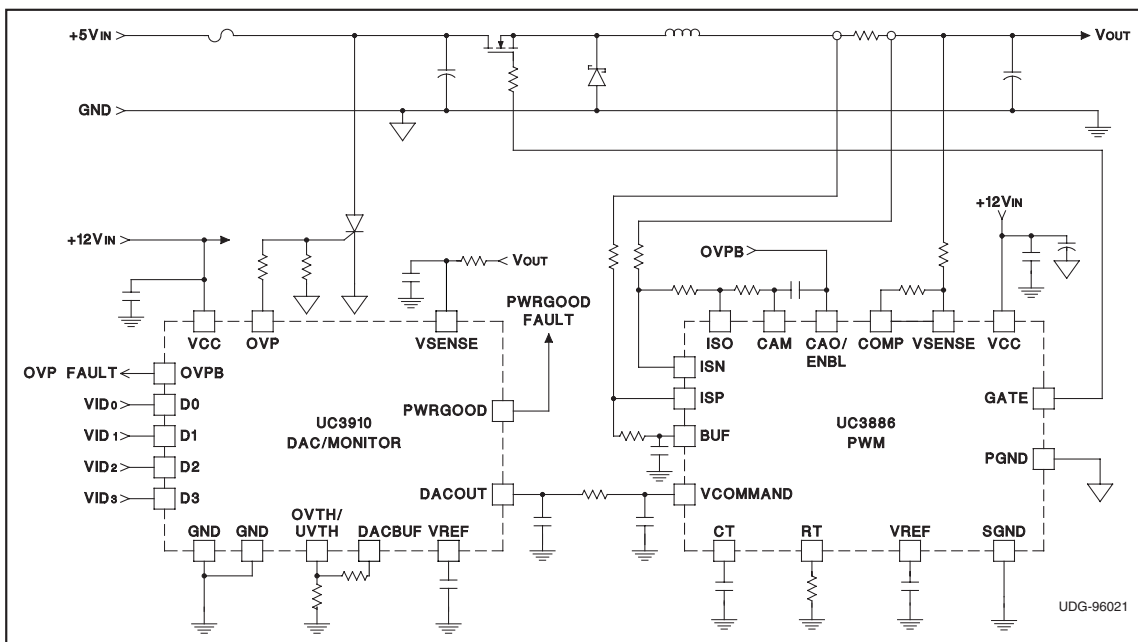 +5VIN
VOUT
GND
+12VIN
+12VIN
VOUT
OVPB
PWRGOOD
FAULT
VCC
OVP
VSENSE
ISO
CAM
CAO/
ENBL
COMP
VSENSE
VCC
OVP FAULT
OVPB
ISN
VID0
D0
PWRGOOD
ISP
GATE
VID1
D1
UC3910
DAC/MONITOR
BUF
UC3886
PWM
VID2
D2
PGND
VID3
D3
DACOUT
VCOMMAND
GND
GND
OVTH/
UVTH
DACBUF
VREF
CT
RT
VREF
SGND
UDG-96021